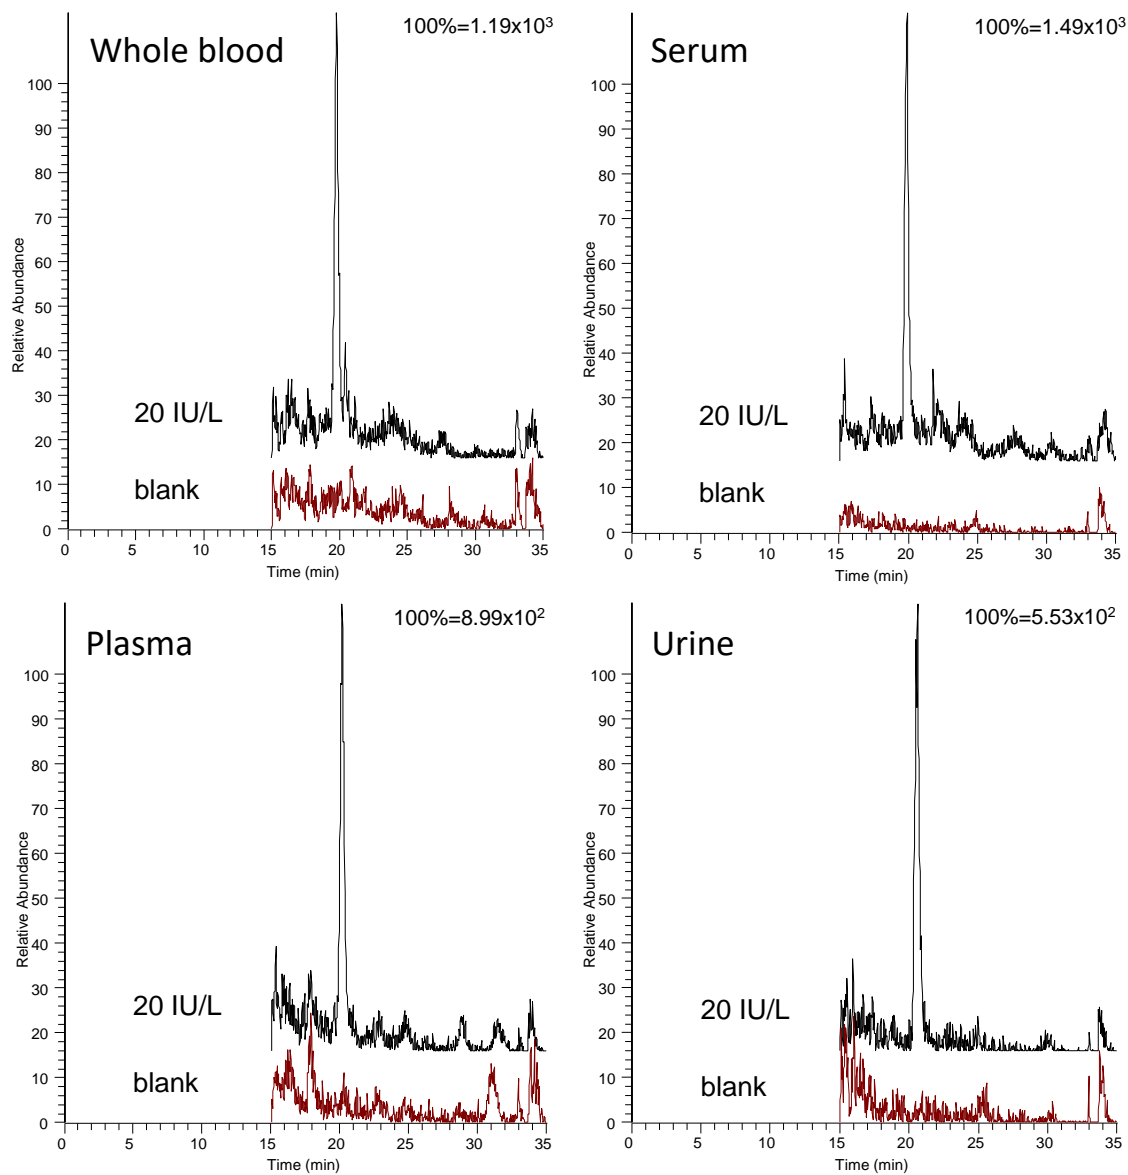 Whole blood
100%=1.19x10³
100
90
80
70
60
50
40
30
20
10
0
Relative Abundance
20 IU/L
blank
0 5 10 15 20 25 30 35
Time (min)
Serum
100%=1.49x10³
100
90
80
70
60
50
40
30
20
10
0
Relative Abundance
20 IU/L
blank
0 5 10 15 20 25 30 35
Time (min)
Plasma
100%=8.99x10²
100
90
80
70
60
50
40
30
20
10
0
Relative Abundance
20 IU/L
blank
0 5 10 15 20 25 30 35
Time (min)
Urine
100%=5.53x10²
100
90
80
70
60
50
40
30
20
10
0
Relative Abundance
20 IU/L
blank
0 5 10 15 20 25 30 35
Time (min)